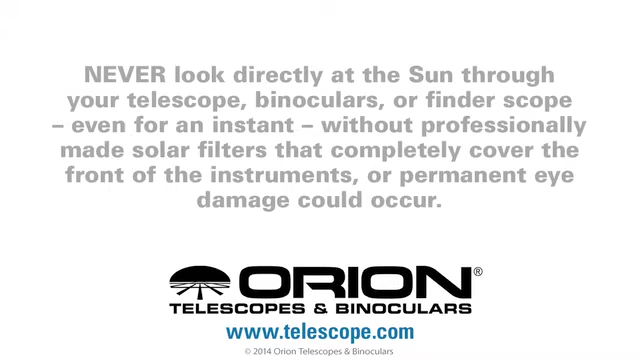 NEVER look directly at the Sun through
your telescope, binoculars, or finder scope
– even for an instant – without professionally
made solar filters that completely cover the
front of the instruments, or permanent eye
damage could occur.
ORION®
TELESCOPES & BINOCULARS
www.telescope.com
© 2014 Orion Telescopes & Binoculars